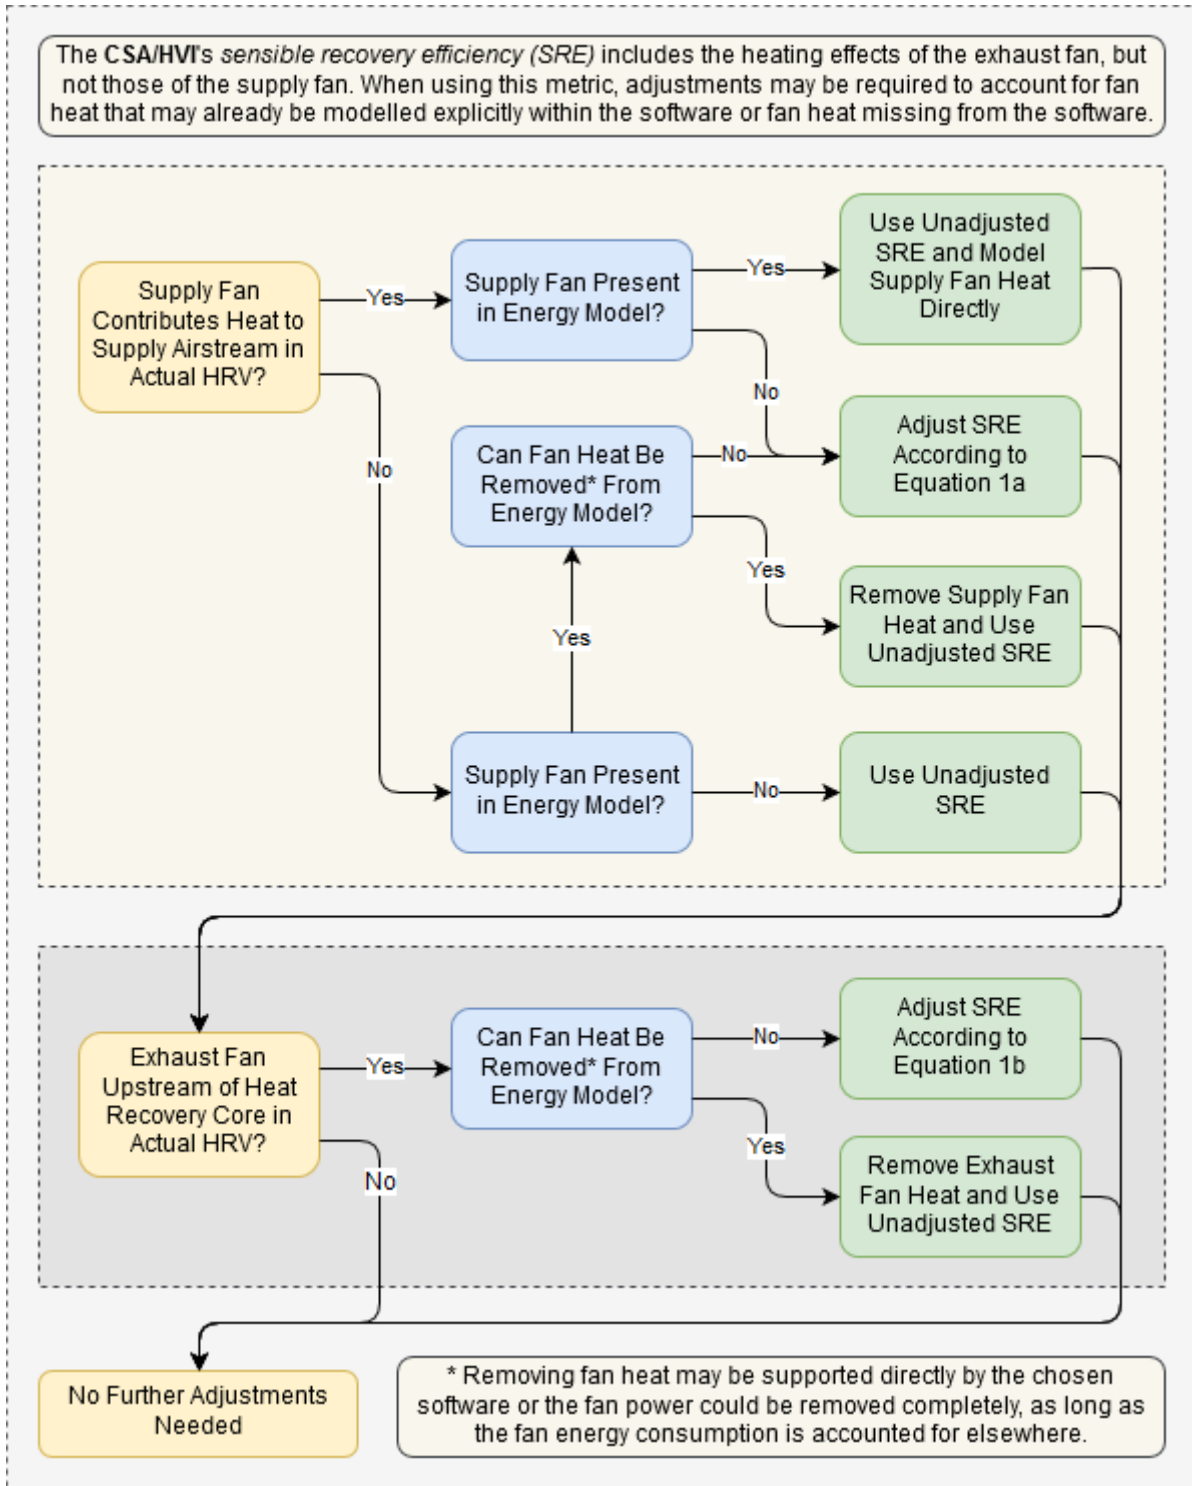 The CSA/HVI's sensible recovery efficiency (SRE) includes the heating effects of the exhaust fan, but
not those of the supply fan. When using this metric, adjustments may be required to account for fan
heat that may already be modelled explicitly within the software or fan heat missing from the software.
Supply Fan
Contributes Heat to
Supply Airstream in
Actual HRV?
Yes
No
Supply Fan Present
in Energy Model?
Yes
No
Use Unadjusted
SRE and Model
Supply Fan Heat
Directly
Can Fan Heat Be
Removed* From
Energy Model?
No
Yes
Adjust SRE
According to
Equation 1a
Remove Supply Fan
Heat and Use
Unadjusted SRE
Yes
Supply Fan Present
in Energy Model?
No
Use Unadjusted
SRE
Exhaust Fan
Upstream of Heat
Recovery Core in
Actual HRV?
Yes
No
Can Fan Heat Be
Removed* From
Energy Model?
No
Yes
Adjust SRE
According to
Equation 1b
Remove Exhaust
Fan Heat and Use
Unadjusted SRE
No Further Adjustments
Needed
* Removing fan heat may be supported directly by the chosen
software or the fan power could be removed completely, as long as
the fan energy consumption is accounted for elsewhere.